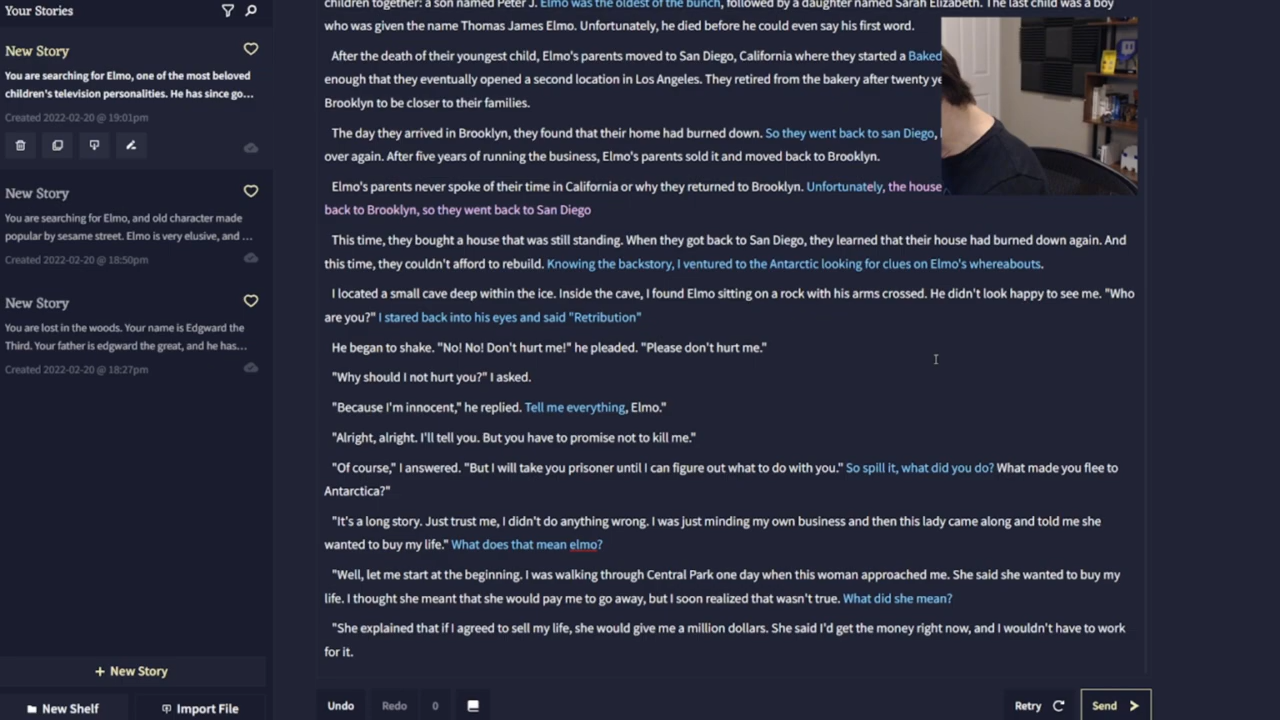 Your Stories
New Story
You are searching for Elmo, one of the most beloved
children's television personalities. He has since go...
Created 2022-02-20 @ 19:01pm
New Story
You are searching for Elmo, and old character made
popular by sesame street. Elmo is very elusive, and ...
Created 2022-02-20 @ 18:50pm
New Story
You are lost in the woods. Your name is Edgward the
Third. Your father is edgward the great, and he has...
Created 2022-02-20 @ 18:27pm
+ New Story
New Shelf
Import File
children together: a son named Peter J. Elmo was the oldest of the bunch, followed by a daughter named Sarah Elizabeth. The last child was a boy
who was given the name Thomas James Elmo. Unfortunately, he died before he could even say his first word.
After the death of their youngest child, Elmo's parents moved to San Diego, California where they started a Baked
enough that they eventually opened a second location in Los Angeles. They retired from the bakery after twenty ye
Brooklyn to be closer to their families.
The day they arrived in Brooklyn, they found that their home had burned down. So they went back to san Diego,
over again. After five years of running the business, Elmo's parents sold it and moved back to Brooklyn.
Elmo's parents never spoke of their time in California or why they returned to Brooklyn. Unfortunately, the house
back to Brooklyn, so they went back to San Diego
This time, they bought a house that was still standing. When they got back to San Diego, they learned that their house had burned down again. And
this time, they couldn't afford to rebuild. Knowing the backstory, I ventured to the Antarctic looking for clues on Elmo's whereabouts.
I located a small cave deep within the ice. Inside the cave, I found Elmo sitting on a rock with his arms crossed. He didn't look happy to see me. "Who
are you?" I stared back into his eyes and said "Retribution"
He began to shake. "No! No! Don't hurt me!" he pleaded. "Please don't hurt me."
"Why should I not hurt you?" I asked.
"Because I'm innocent," he replied. Tell me everything, Elmo."
"Alright, alright. I'll tell you. But you have to promise not to kill me."
"Of course," I answered. "But I will take you prisoner until I can figure out what to do with you." So spill it, what did you do? What made you flee to
Antarctica?"
"It's a long story. Just trust me, I didn't do anything wrong. I was just minding my own business and then this lady came along and told me she
wanted to buy my life." What does that mean elmo?
"Well, let me start at the beginning. I was walking through Central Park one day when this woman approached me. She said she wanted to buy my
life. I thought she meant that she would pay me to go away, but I soon realized that wasn't true. What did she mean?
"She explained that if I agreed to sell my life, she would give me a million dollars. She said I'd get the money right now, and I wouldn't have to work
for it.
Undo
Redo
0
Retry
Send